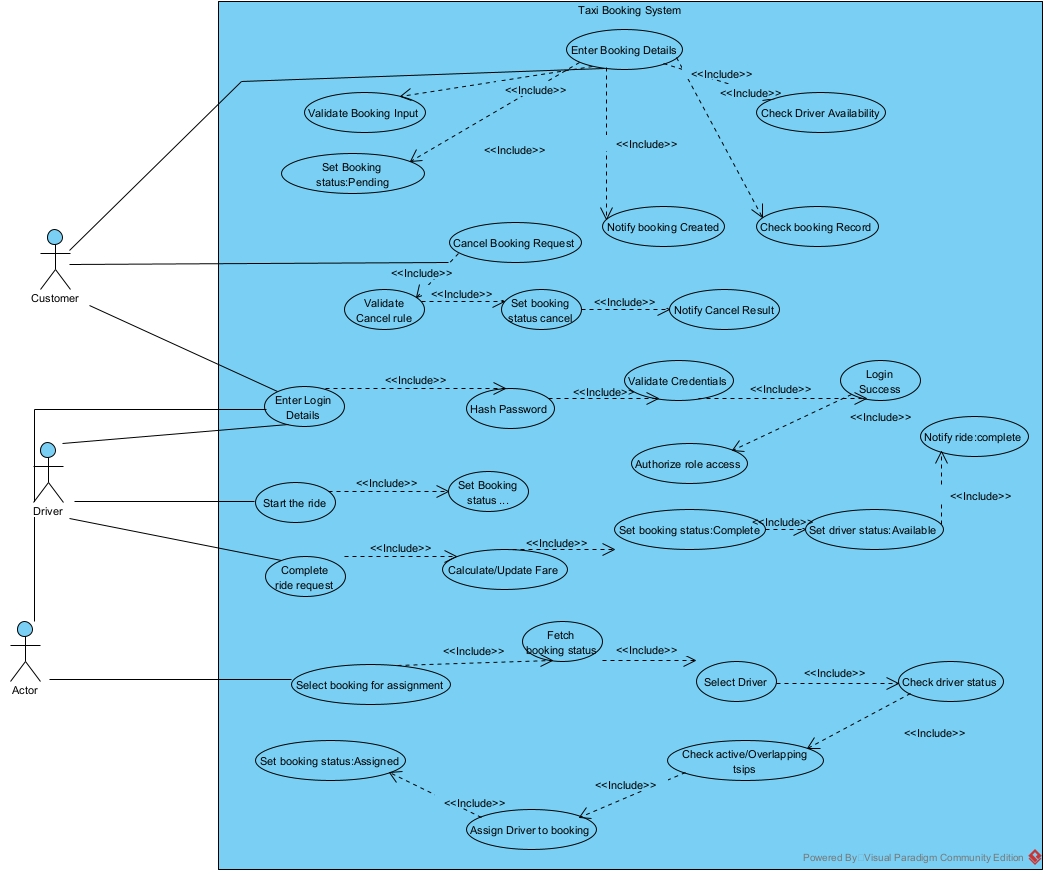 Taxi Booking System
Enter Booking Details
<<Include>>
<<Include>>
<<Include>>
Validate Booking Input
Check Driver Availability
<<Include>>
<<Include>>
Set Booking
status:Pending
Notify booking Created
Check booking Record
Cancel Booking Request
<<Include>>
Customer
<<Include>>
<<Include>>
Validate
Cancel rule
Set booking
status cancel
Notify Cancel Result
<<Include>>
Validate Credentials
Login
Success
<<Include>>
<<Include>>
Enter Login
Details
Hash Password
<<Include>>
Notify ride:complete
Authorize role access
<<Include>>
Set Booking
status ...
<<Include>>
Start the ride
Driver
<<Include>>
Set booking status:Complete
Set driver status:Available
<<Include>>
<<Include>>
Complete
ride request
Calculate/Update Fare
Fetch
booking status
<<Include>>
<<Include>>
<<Include>>
Actor
Select booking for assignment
Select Driver
Check driver status
<<Include>>
Check active/Overlapping
tsips
Set booking status:Assigned
<<Include>>
<<Include>>
Assign Driver to booking
Powered By: Visual Paradigm Community Edition